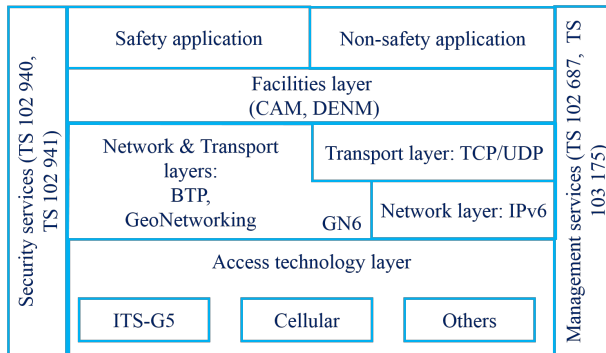 Security services (TS 102 940,
TS 102 941)
Safety application
Non-safety application
Facilities layer
(CAM, DENM)
Network & Transport
layers:
BTP,
GeoNetworking
GN6
Transport layer: TCP/UDP
Network layer: IPv6
Access technology layer
ITS-G5
Cellular
Others
Management services (TS 102 687, TS
103 175)